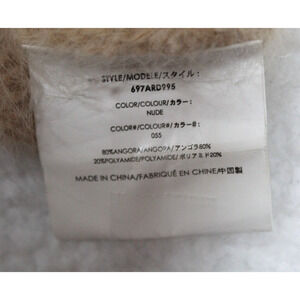 STYLE/MODELE/スタイル:
697ARD995
COLOR/COLOUR/カラー:
NUDE
COLOR#/COLOUR#/カラー#:
055
80%ANGORA/ANGORA/アンゴラ80%
20%POLYAMIDE/POLYAMIDE/ポリアミド20%
MADE IN CHINA/FABRIQUÉ EN CHINE/中国製